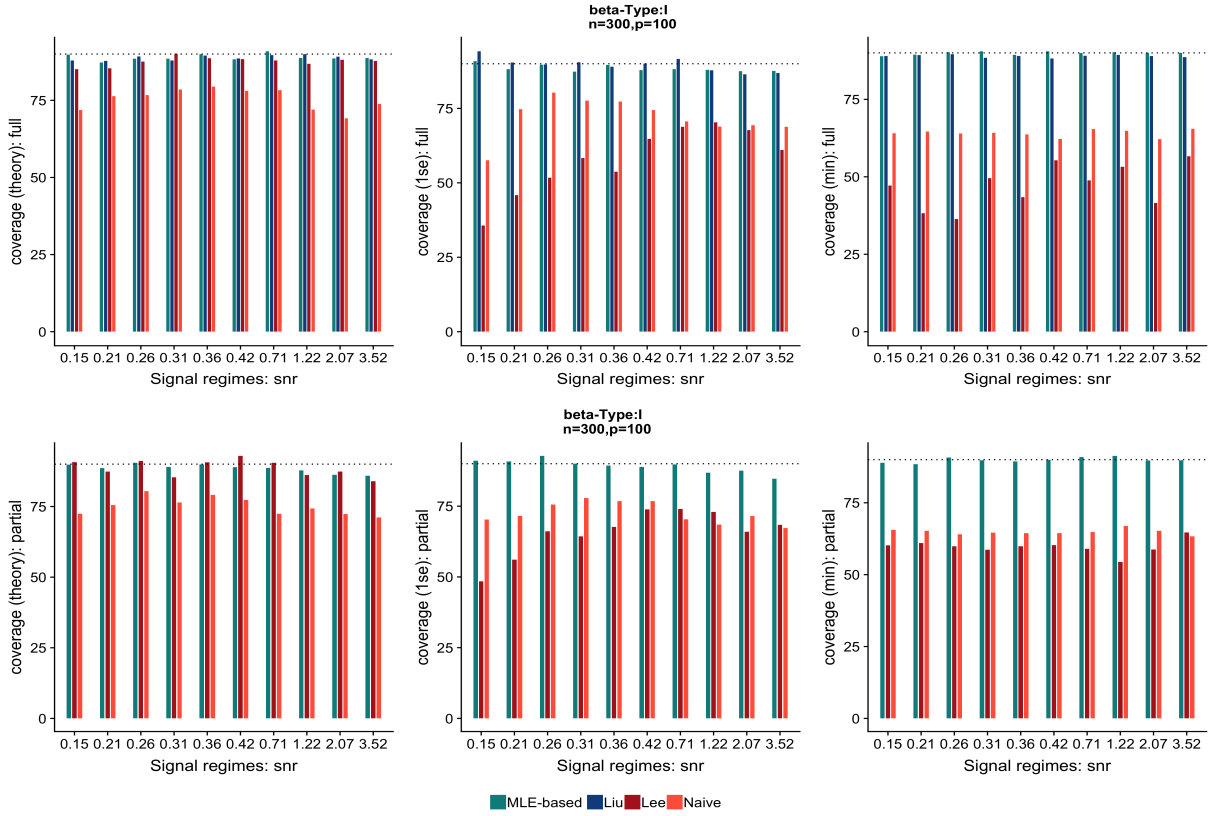 beta-Type:I
n=300,p=100
coverage (theory): full
75
50
25
0
0.15 0.21 0.26 0.31 0.36 0.42 0.71 1.22 2.07 3.52
Signal regimes: snr
coverage (1se): full
75
50
25
0
0.15 0.21 0.26 0.31 0.36 0.42 0.71 1.22 2.07 3.52
Signal regimes: snr
coverage (min): full
75
50
25
0
0.15 0.21 0.26 0.31 0.36 0.42 0.71 1.22 2.07 3.52
Signal regimes: snr
beta-Type:I
n=300,p=100
coverage (theory): partial
75
50
25
0
0.15 0.21 0.26 0.31 0.36 0.42 0.71 1.22 2.07 3.52
Signal regimes: snr
coverage (1se): partial
75
50
25
0
0.15 0.21 0.26 0.31 0.36 0.42 0.71 1.22 2.07 3.52
Signal regimes: snr
coverage (min): partial
75
50
25
0
0.15 0.21 0.26 0.31 0.36 0.42 0.71 1.22 2.07 3.52
Signal regimes: snr
MLE-based Liu Lee Naive